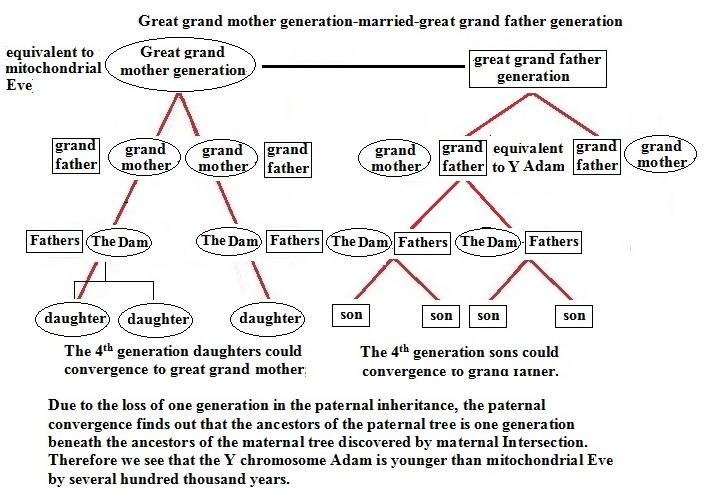 Great grand mother generation-married-great grand father generation
equivalent to
mitochondrial
Eve
Great grand
mother generation
great grand father
generation
grand
father
grand
mother
grand
mother
grand
father
grand
mother
grand
father
equivalent
to Y Adam
grand
father
grand
mother
Fathers
The Dam
The Dam
Fathers
The Dam
Fathers
The Dam
Fathers
daughter
daughter
daughter
son
son
son
son
The 4th generation daughters could
convergence to great grand mother;
The 4th generation sons could
convergence to grand father.
Due to the loss of one generation in the paternal inheritance, the paternal
convergence finds out that the ancestors of the paternal tree is one generation
beneath the ancestors of the maternal tree discovered by maternal Intersection.
Therefore we see that the Y chromosome Adam is younger than mitochondrial Eve
by several hundred thousand years.